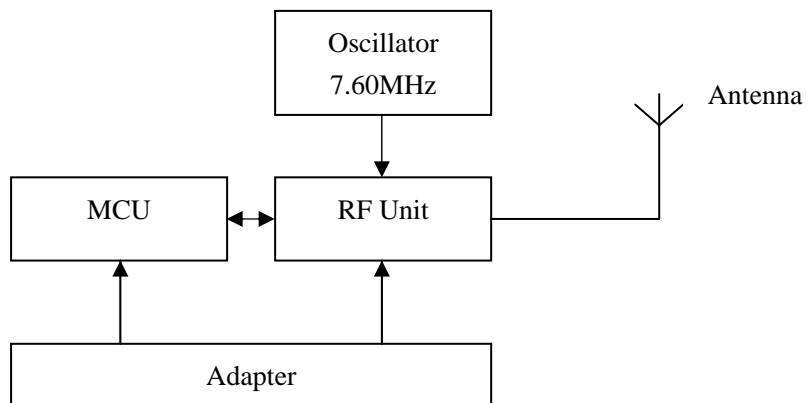 Oscillator
7.60MHz
Antenna
MCU
RF Unit
Adapter